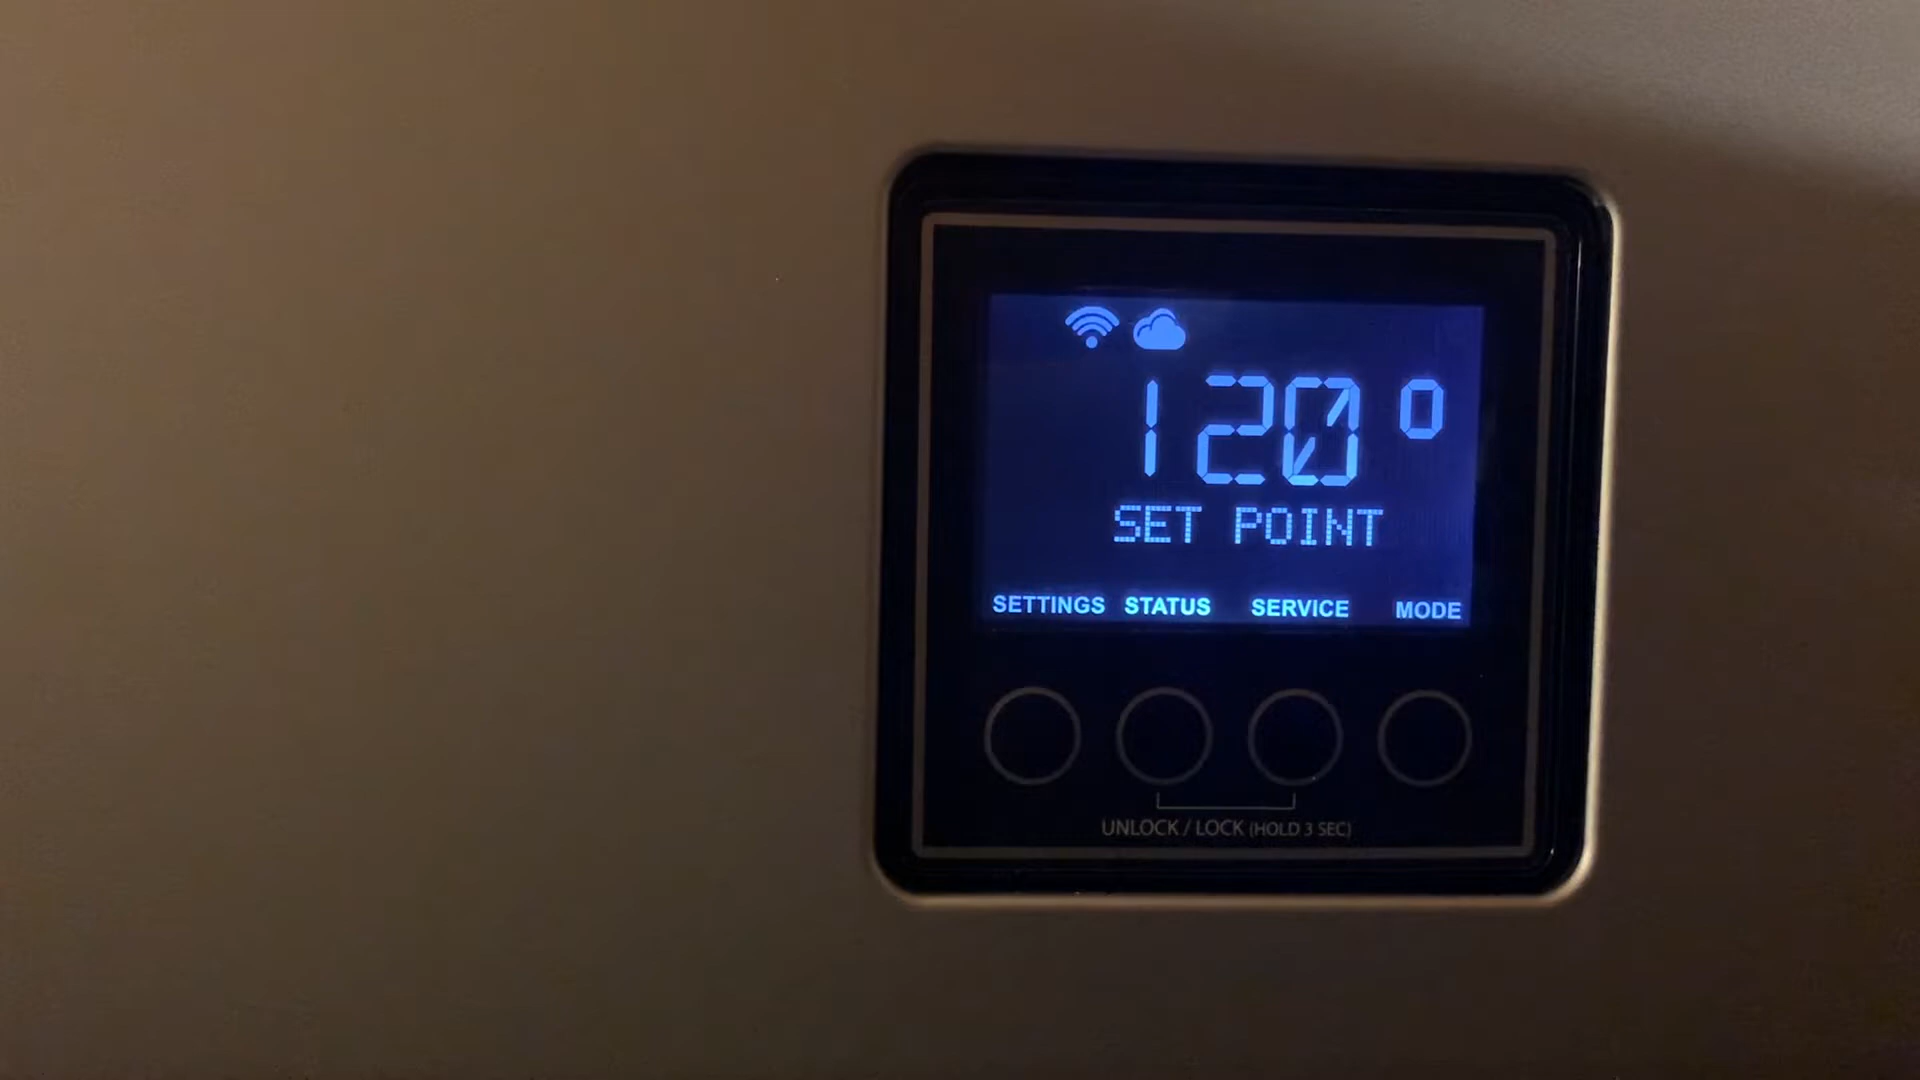 120°
SET POINT
SETTINGS STATUS SERVICE MODE
UNLOCK / LOCK (HOLD 3 SEC)